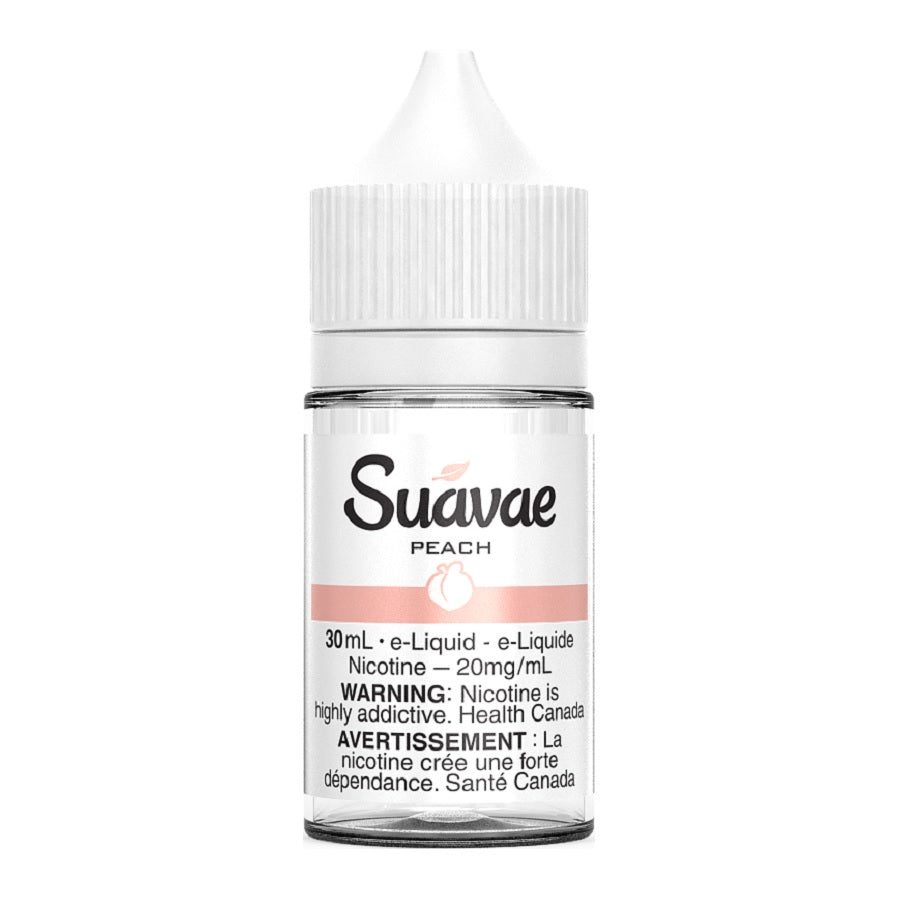 Suavae
PEACH
30mL · e-Liquid - e-Liquide
Nicotine — 20mg/mL
WARNING: Nicotine is
highly addictive. Health Canada
AVERTISSEMENT : La
nicotine crée une forte
dépendance. Santé Canada